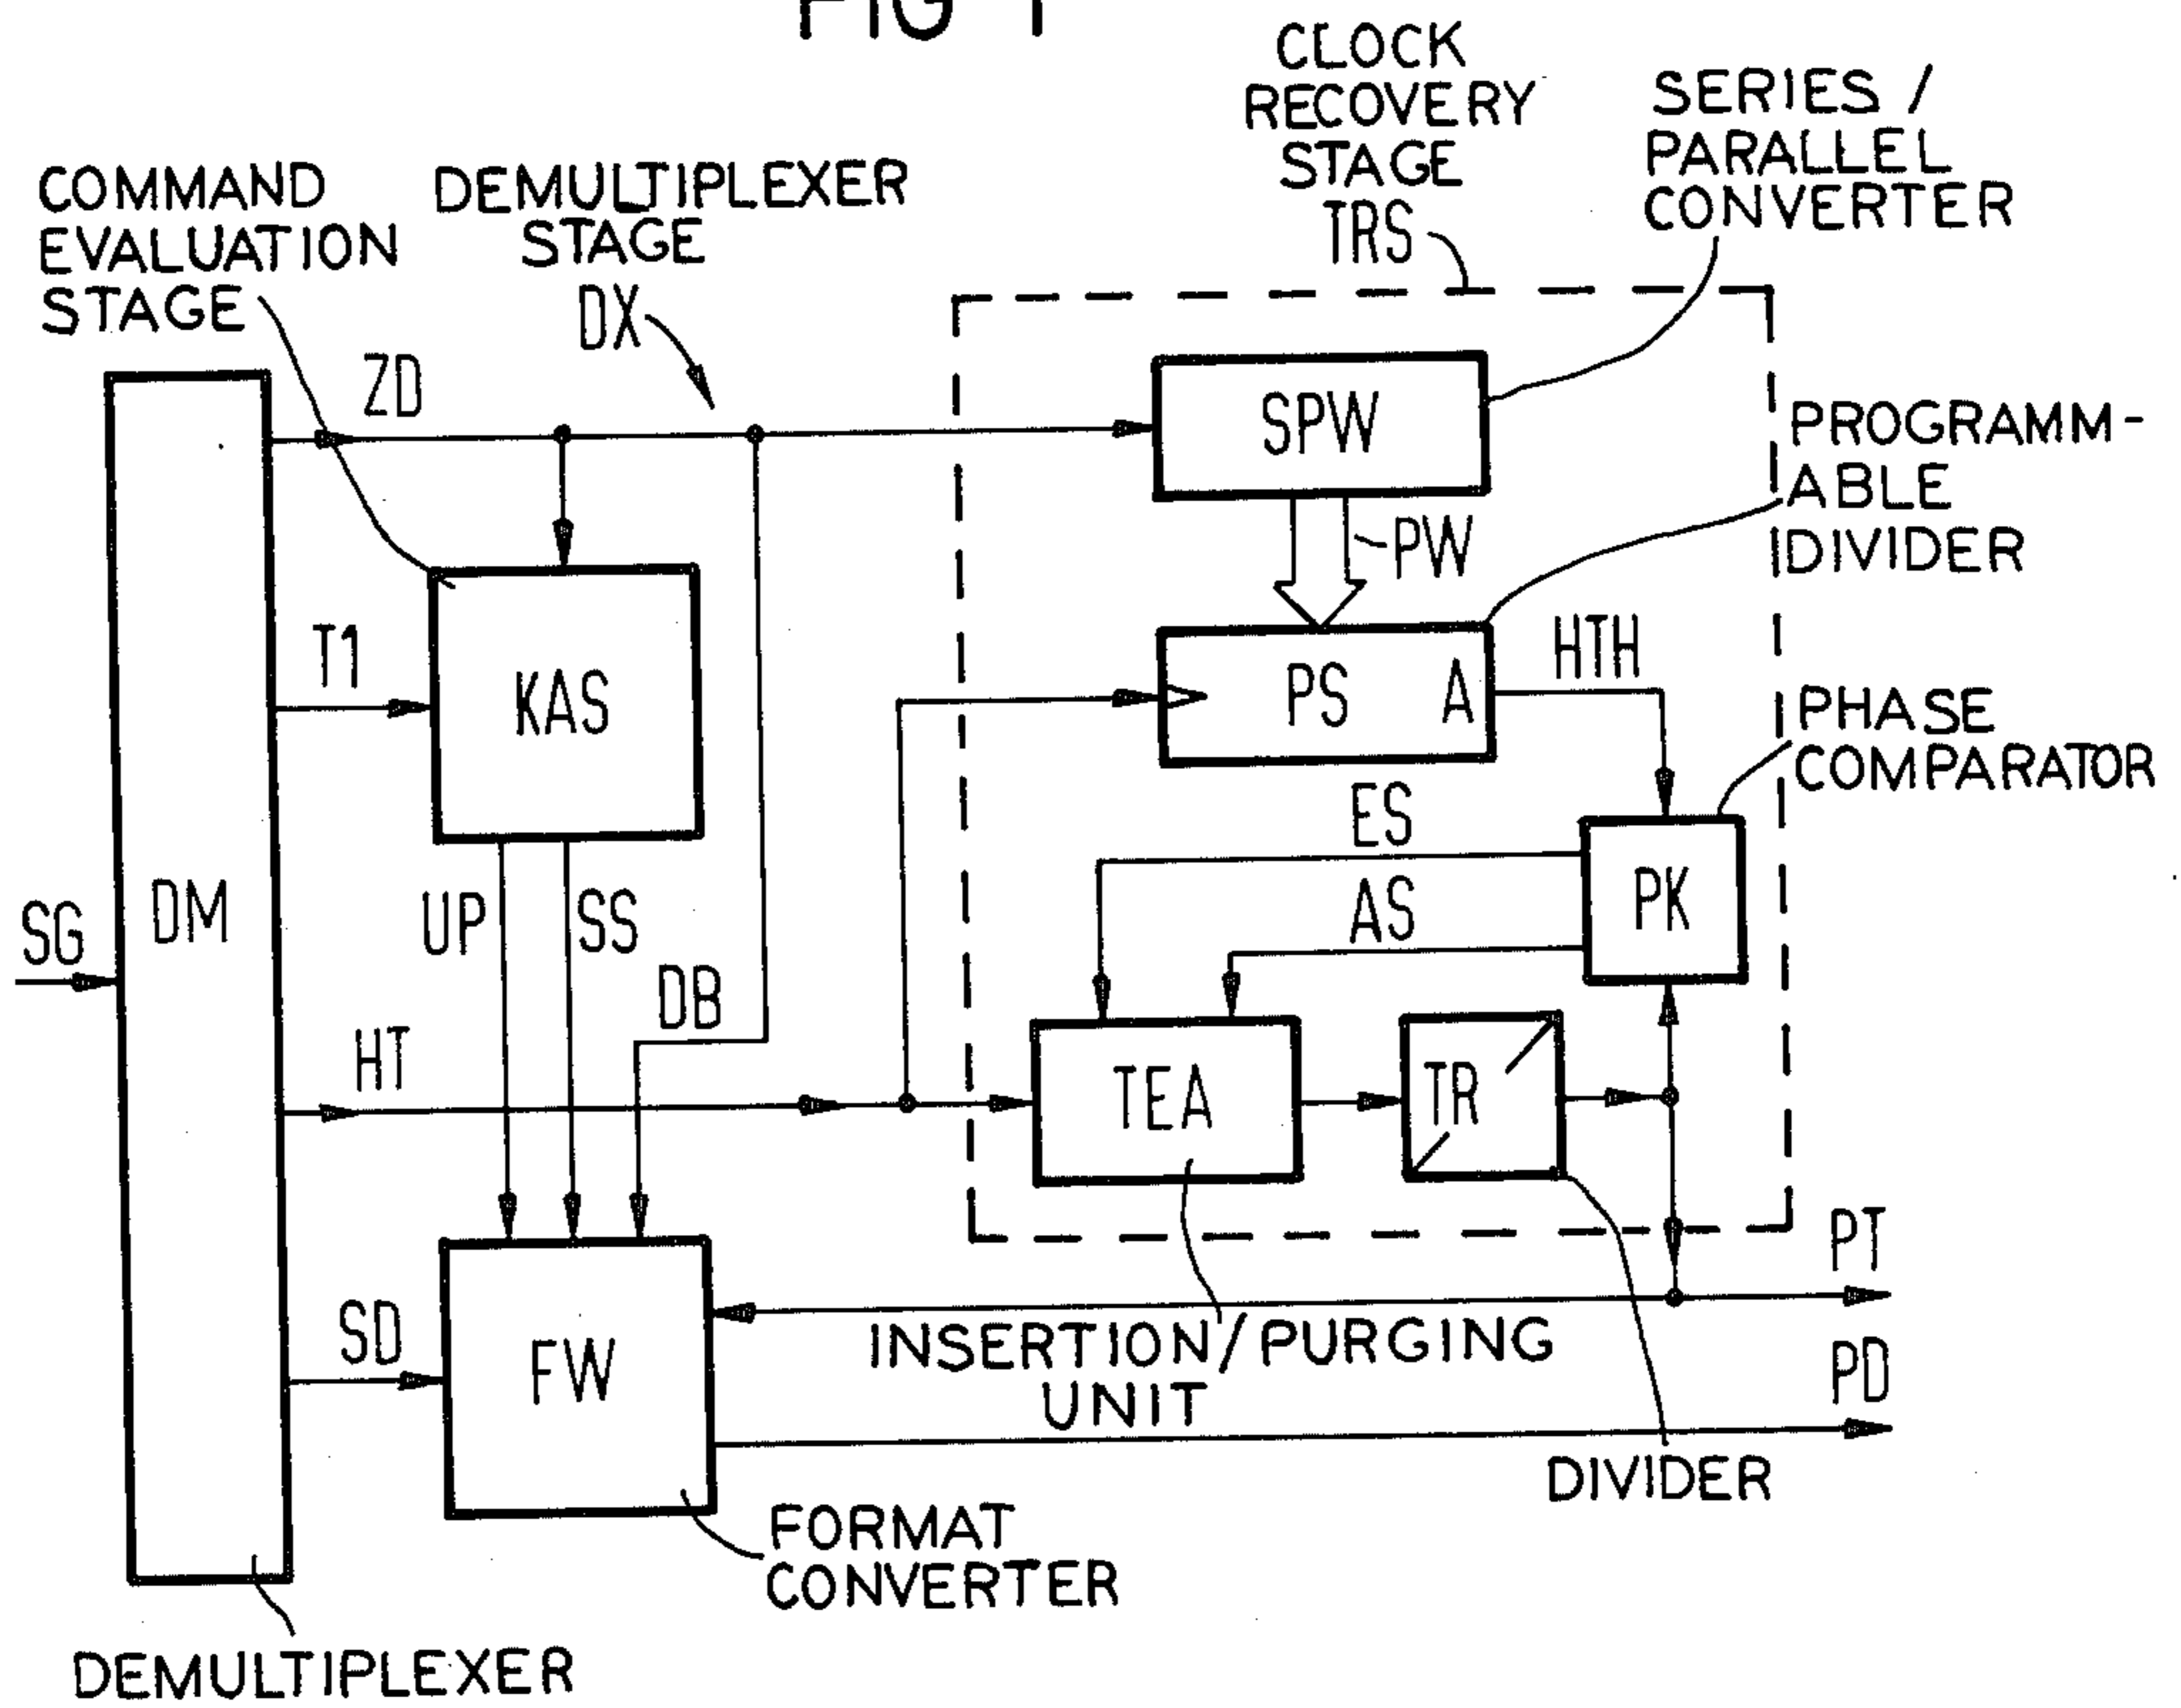 FIG 1
CLOCK
RECOVERY
STAGE
TRS
SERIES /
PARALLEL
CONVERTER
COMMAND
EVALUATION
STAGE
DEMULTIPLEXER
STAGE
DX
ZD
SPW
PROGRAMM-
ABLE
DIVIDER
PW
T1
KAS
HTH
PS A
PHASE
COMPARATOR
ES
AS
PK
SG
DM
UP
SS
DB
HT
TEA
TR
PT
SD
FW
INSERTION/PURGING
UNIT
PD
DIVIDER
FORMAT
CONVERTER
DEMULTIPLEXER